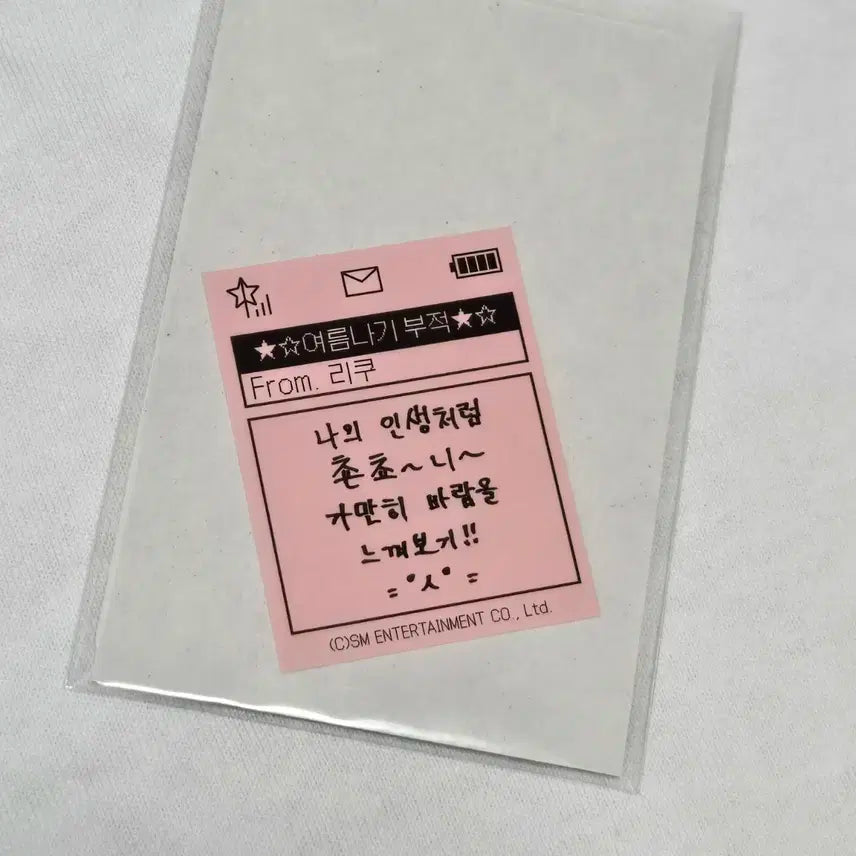 ★☆여름나기 부적★☆
From. 리쿠
나의 인생처럼
촌쵸~니~
가만히 바람을
느껴보기!!
(C)SM ENTERTAINMENT CO., Ltd.